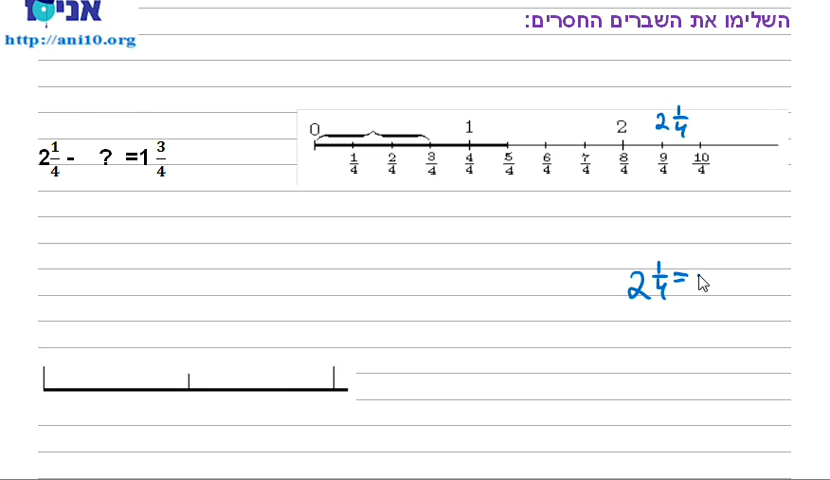 אני10
השלימו את השברים החסרים:
http://ani10.org
0 1 2 2 1/4
1/4 2/4 3/4 4/4 5/4 6/4 7/4 8/4 9/4 10/4
2 1/4 - ? =1 3/4
2 1/4 =